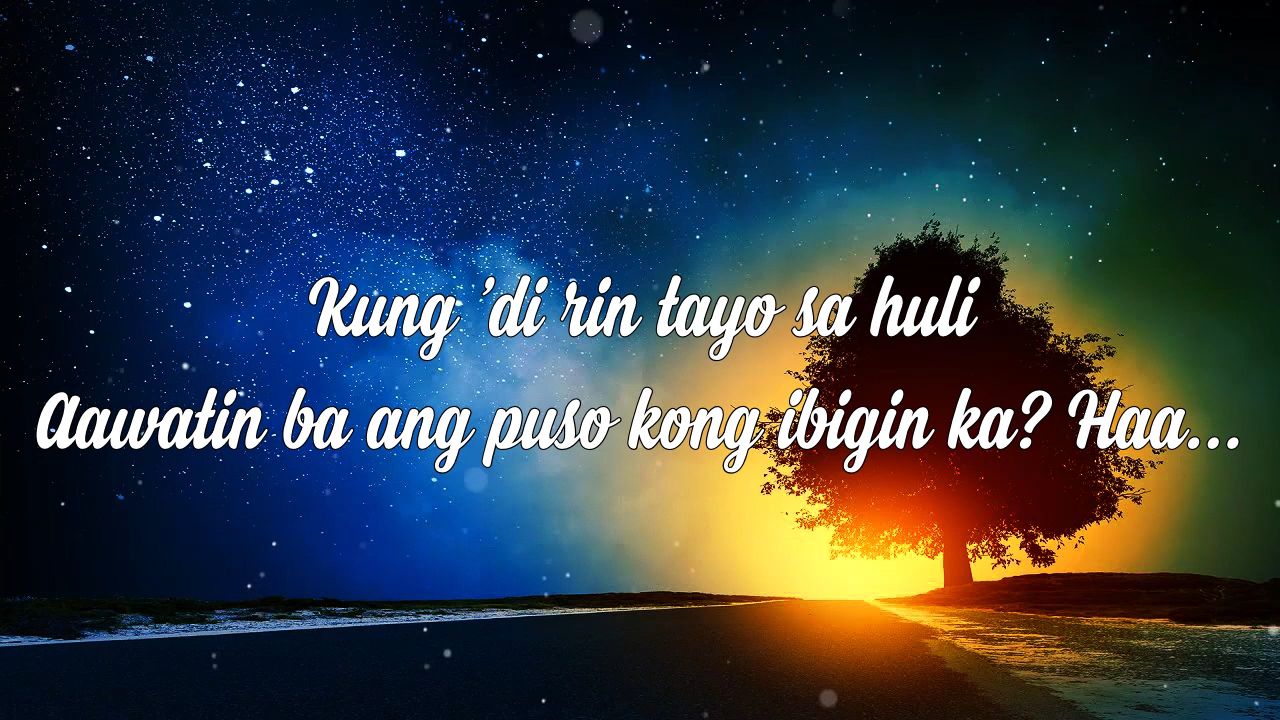 Kung 'di rin tayo sa huli
Aawatin ba ang puso kong ibigin ka? Haa...